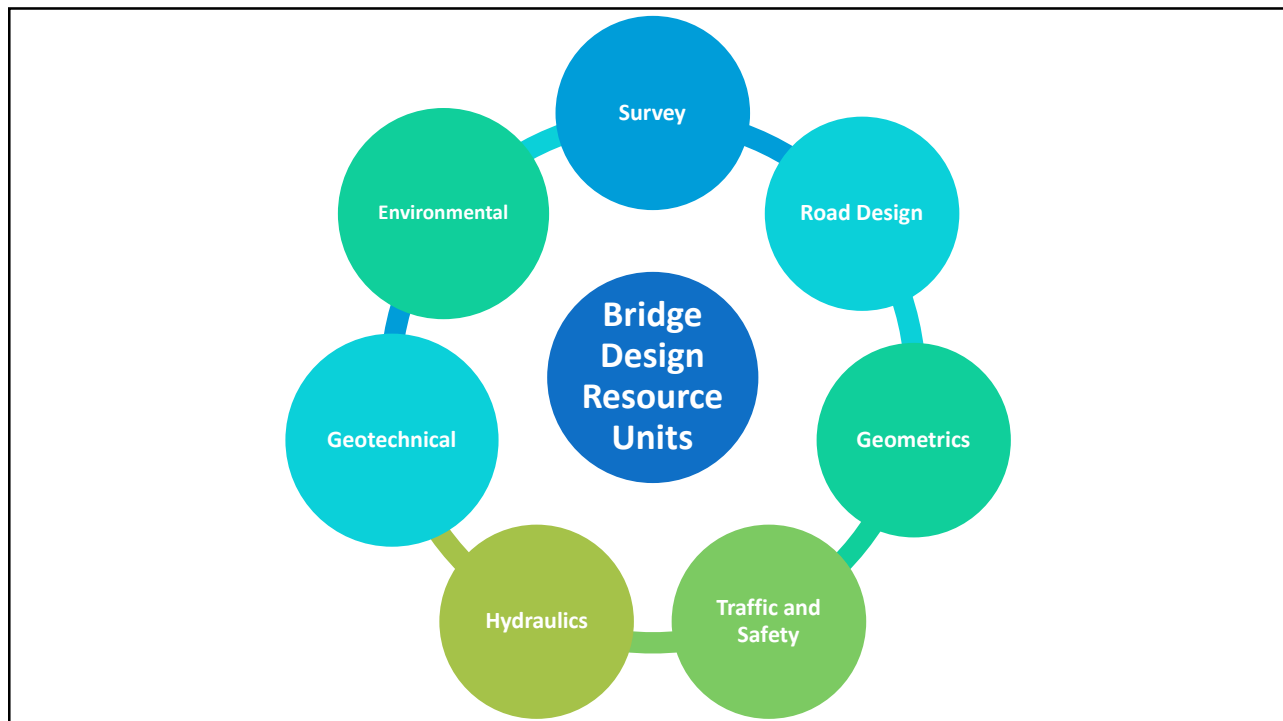 Survey
Road Design
Geometrics
Traffic and
Safety
Hydraulics
Geotechnical
Environmental
Bridge
Design
Resource
Units